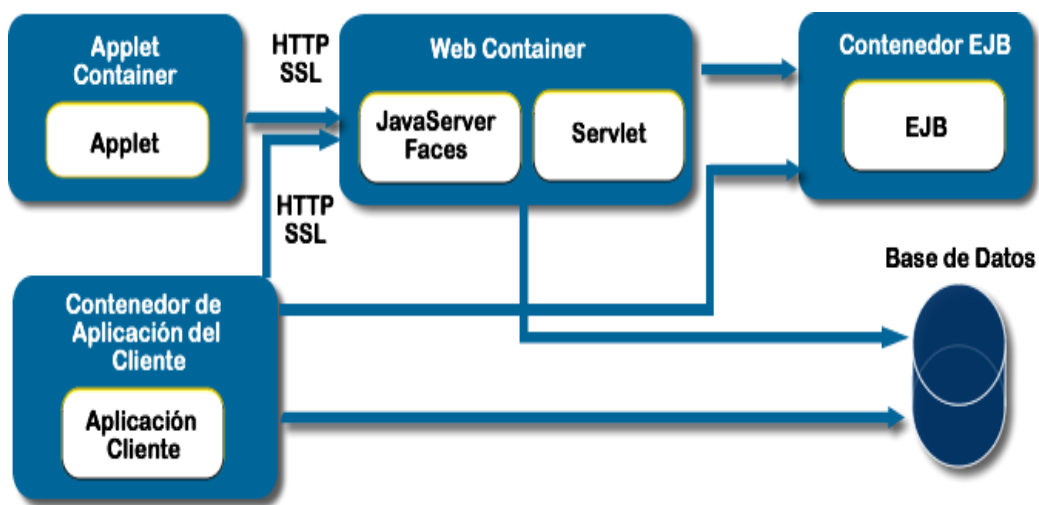 Applet
Container
Applet
HTTP
SSL
Web Container
JavaServer
Faces
Servlet
Contenedor EJB
EJB
HTTP
SSL
Base de Datos
Contenedor de
Aplicación del
Cliente
Aplicación
Cliente